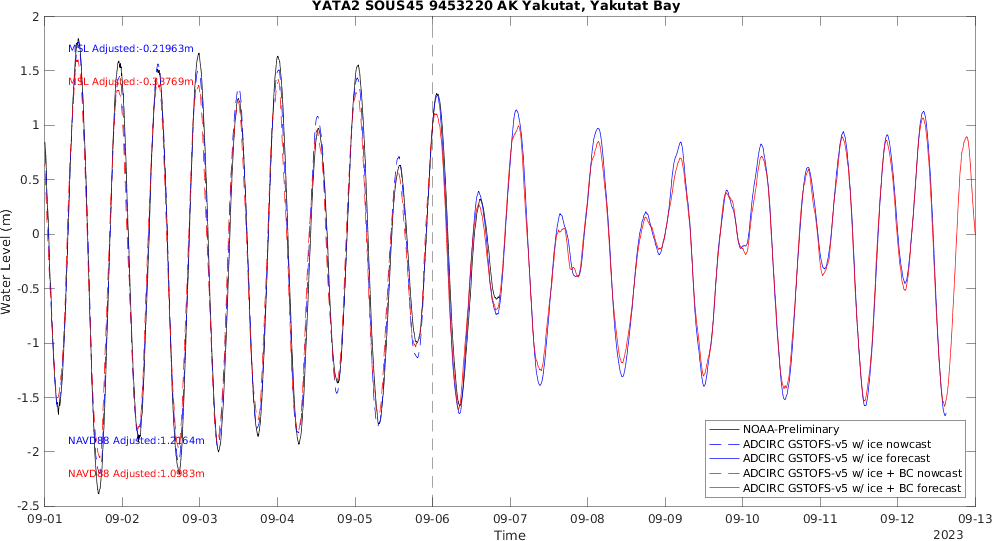 YATA2 SOUS45 9453220 AK Yakutat, Yakutat Bay
2
1.5
1
0.5
0
-0.5
-1
-1.5
-2
-2.5
Water Level (m)
MSL Adjusted:-0.21963m
MSL Adjusted:-0.33769m
NAVD88 Adjusted:1.2164m
NAVD88 Adjusted:1.0983m
NOAA-Preliminary
ADCIRC GSTOFS-v5 w/ ice nowcast
ADCIRC GSTOFS-v5 w/ ice forecast
ADCIRC GSTOFS-v5 w/ ice + BC nowcast
ADCIRC GSTOFS-v5 w/ ice + BC forecast
09-01 09-02 09-03 09-04 09-05 09-06 09-07 09-08 09-09 09-10 09-11 09-12 09-13
Time
2023